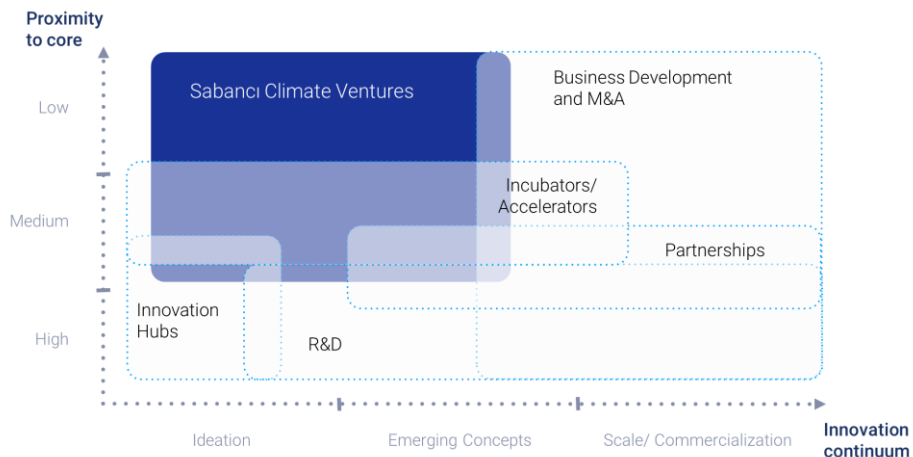 Proximity
to core
Low
Medium
High
Sabancı Climate Ventures
Business Development
and M&A
Incubators/
Accelerators
Partnerships
Innovation
Hubs
R&D
Ideation
Emerging Concepts
Scale/ Commercialization
Innovation
continuum